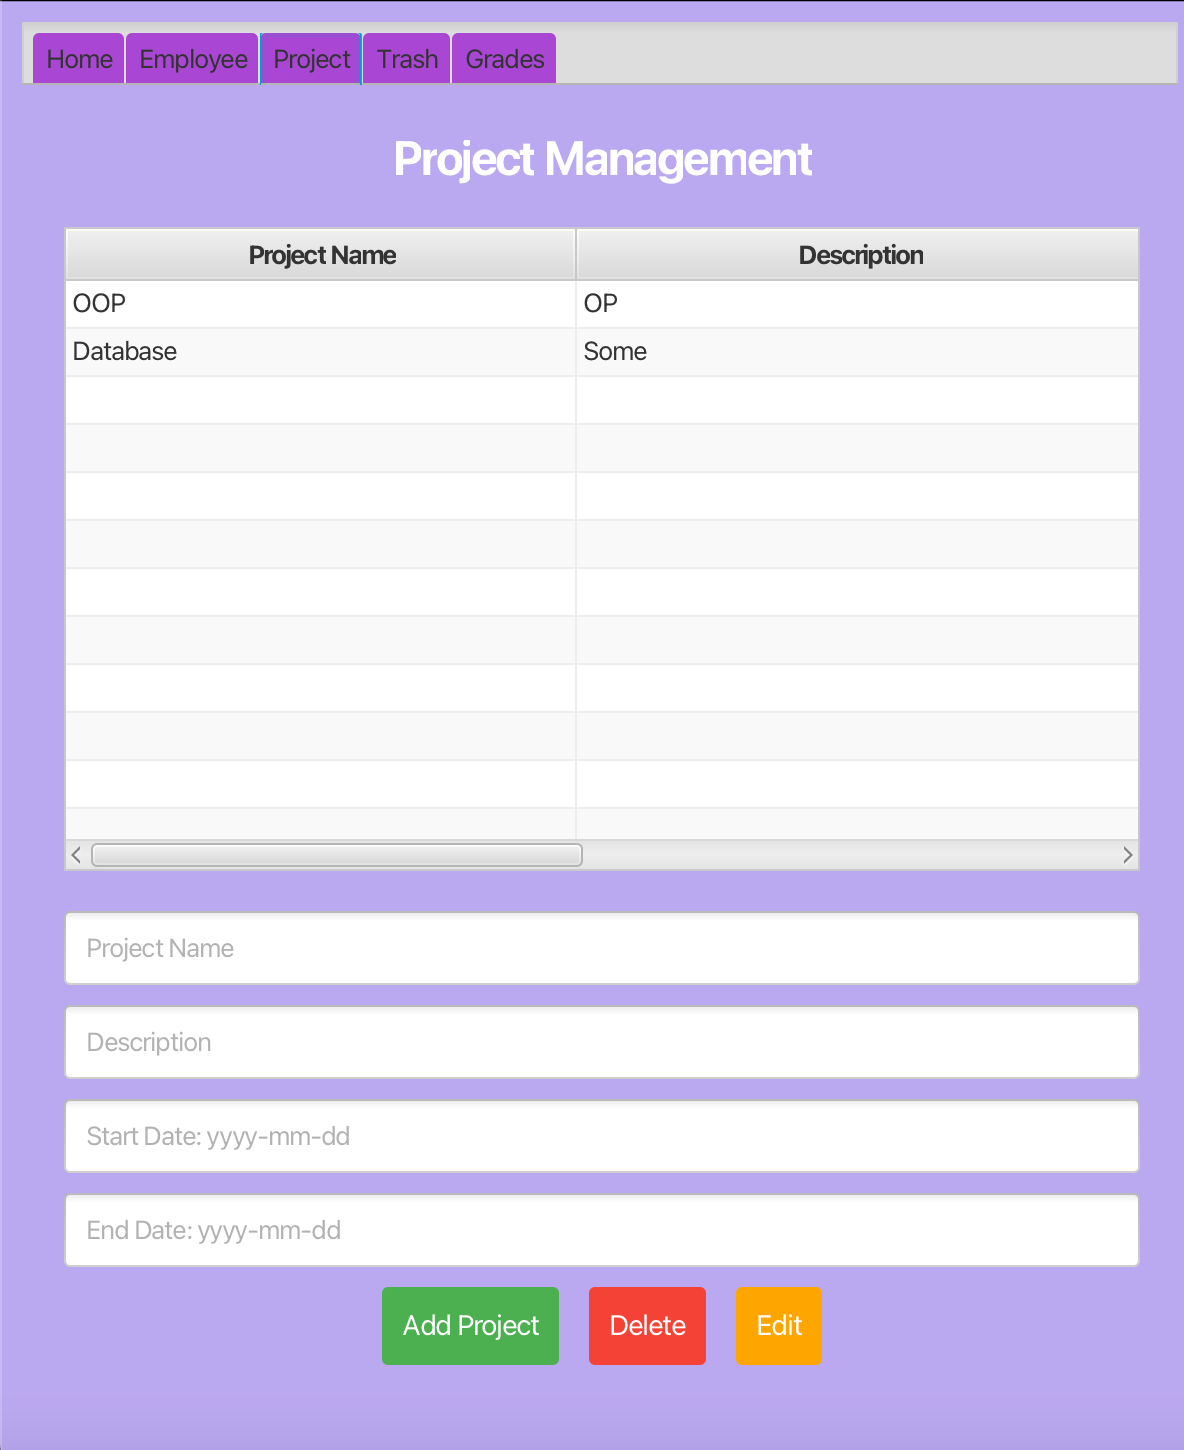 Home Employee Project Trash Grades
Project Management
Project Name Description
OOP OP
Database Some
Project Name
Description
Start Date: yyyy-mm-dd
End Date: yyyy-mm-dd
Add Project Delete Edit